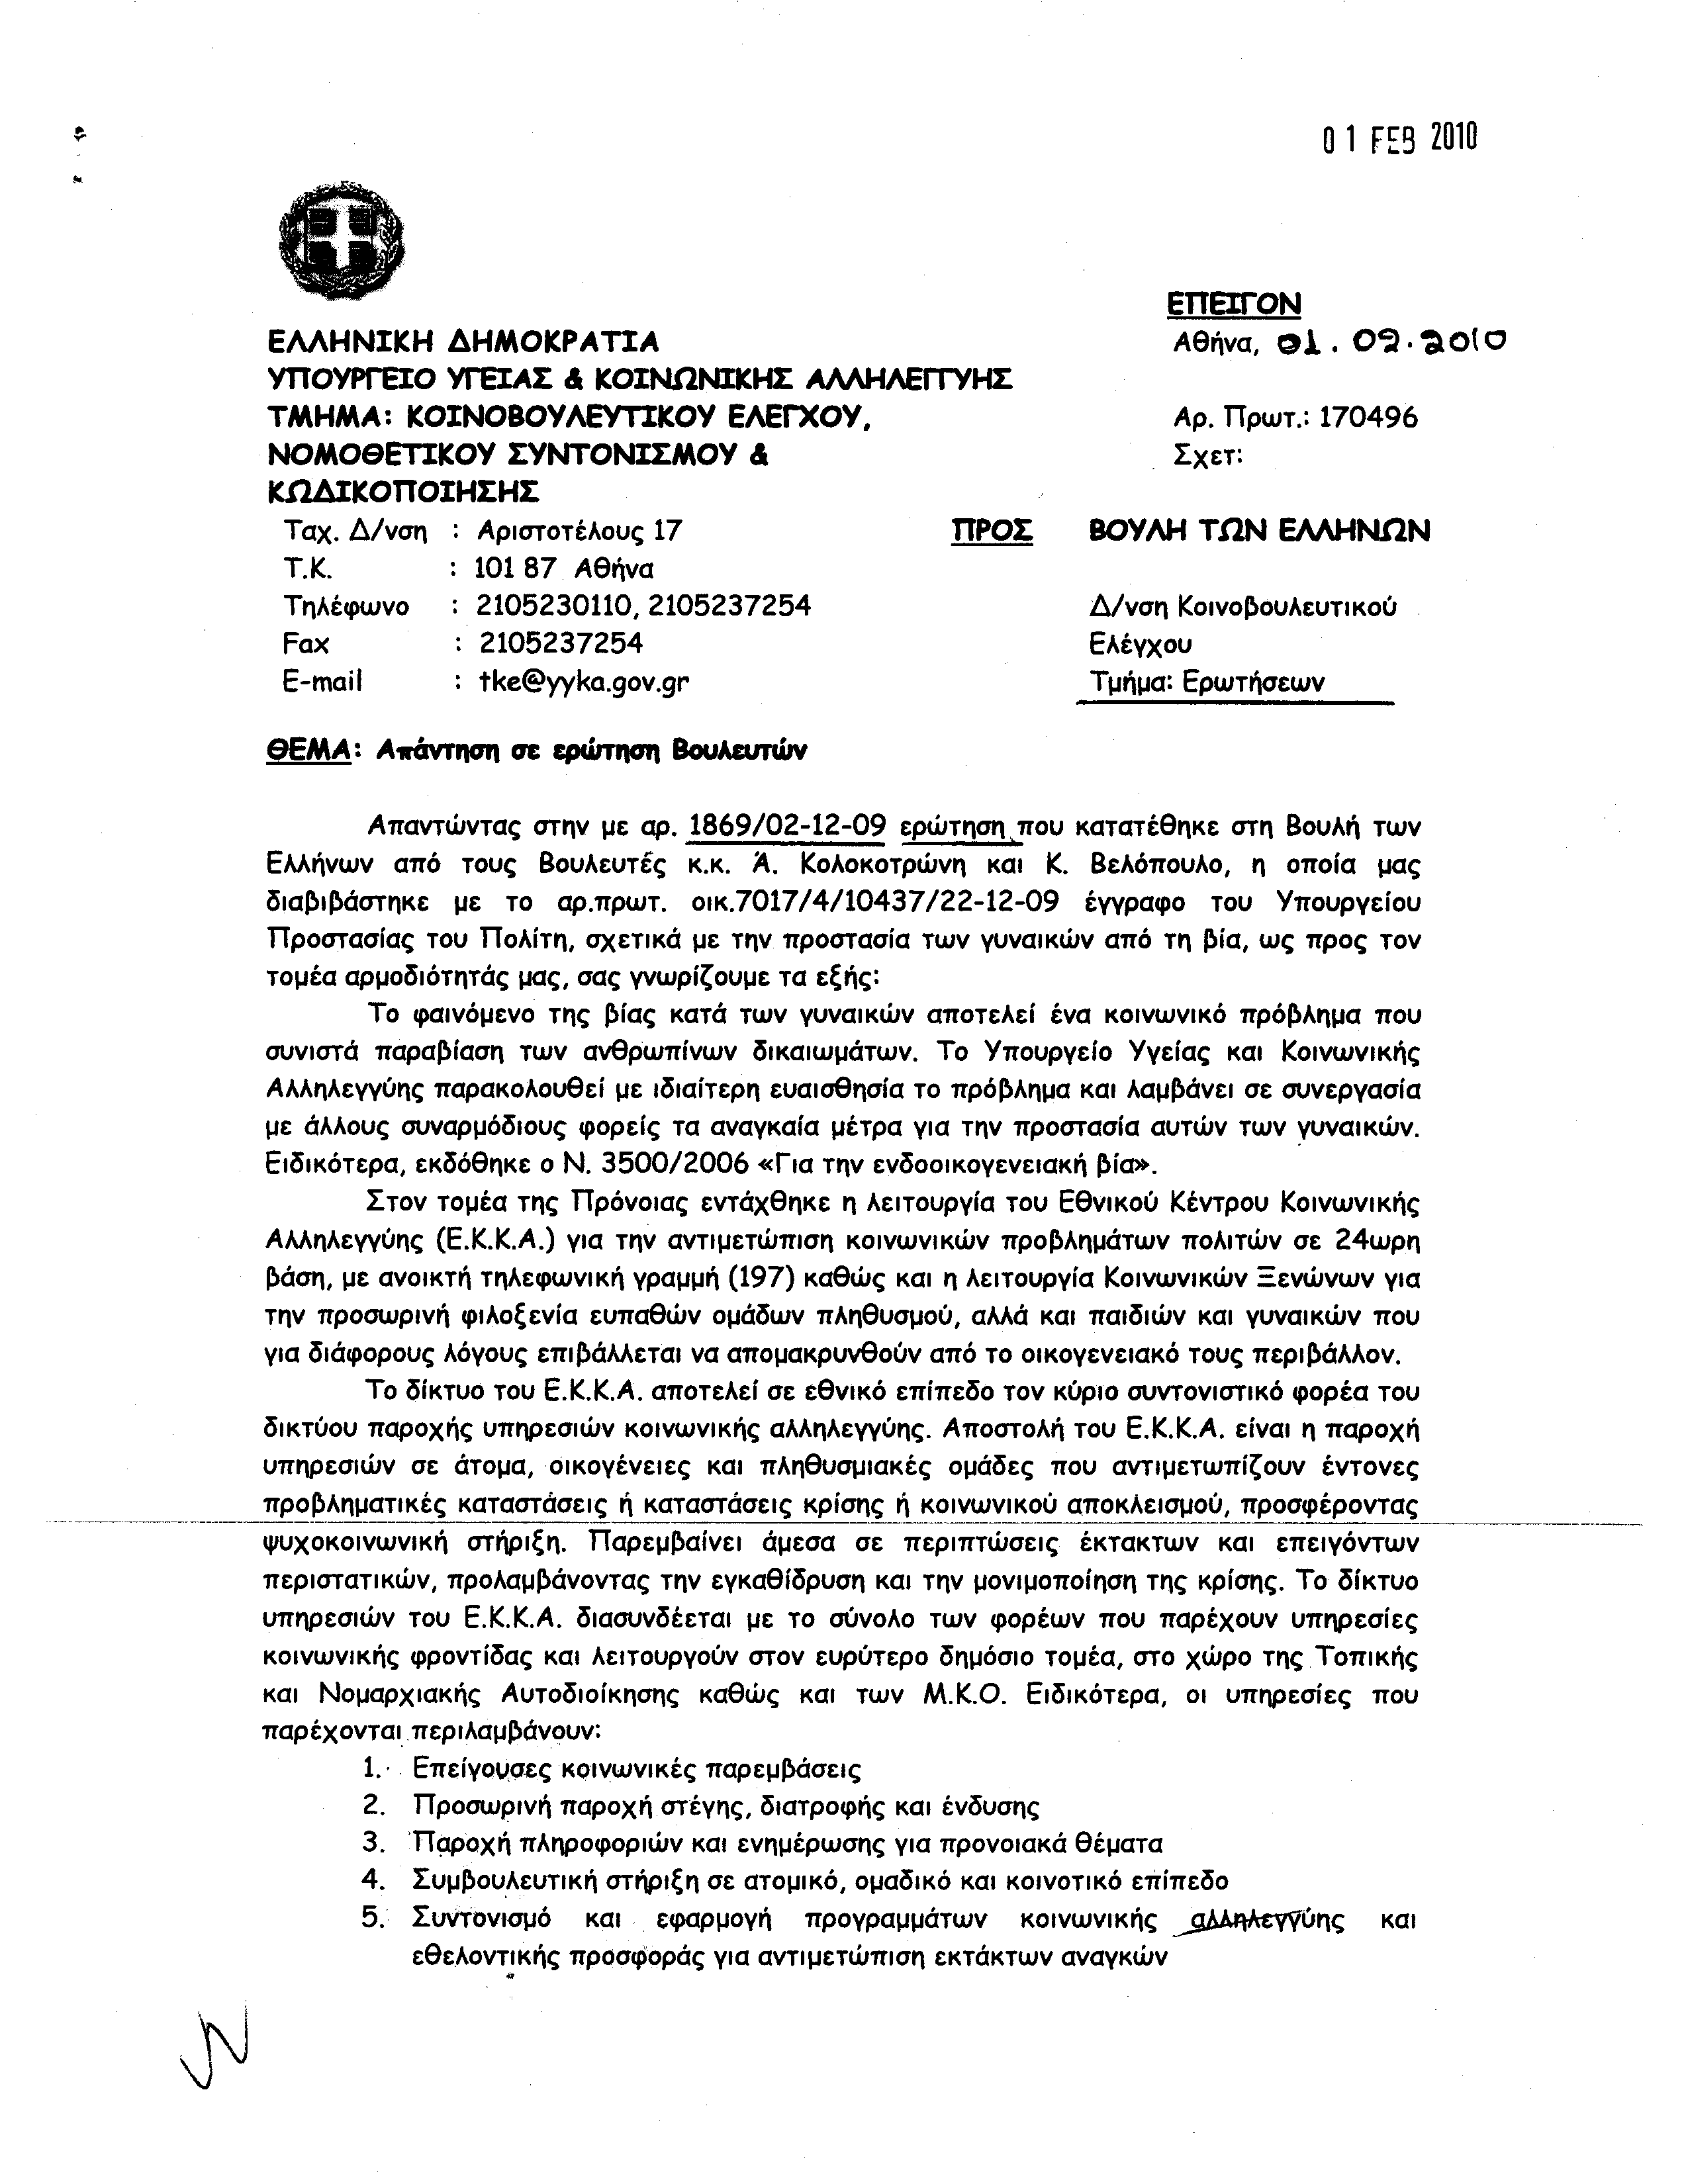 01 FEB 2010
ΕΠΕΙΓΟΝ
ΕΛΛΗΝΙΚΗ ΔΗΜΟΚΡΑΤΙΑ
Αθήνα, 01.02.2010
ΥΠΟΥΡΓΕΙΟ ΥΓΕΙΑΣ & ΚΟΙΝΩΝΙΚΗΣ ΑΛΛΗΛΕΓΓΥΗΣ
ΤΜΗΜΑ: ΚΟΙΝΟΒΟΥΛΕΥΤΙΚΟΥ ΕΛΕΓΧΟΥ,
Αρ. Πρωτ.: 170496
ΝΟΜΟΘΕΤΙΚΟΥ ΣΥΝΤΟΝΙΣΜΟΥ &
Σχετ:
ΚΩΔΙΚΟΠΟΙΗΣΗΣ
Ταχ. Δ/νση : Αριστοτέλους 17
ΠΡΟΣ ΒΟΥΛΗ ΤΩΝ ΕΛΛΗΝΩΝ
Τ.Κ. : 101 87 Αθήνα
Τηλέφωνο : 2105230110, 2105237254
Δ/νση Κοινοβουλευτικού
Fax : 2105237254
Ελέγχου
E-mail : tke@yyka.gov.gr
Τμήμα: Ερωτήσεων
ΘΕΜΑ: Απάντηση σε ερώτηση Βουλευτών
Απαντώντας στην με αρ. 1869/02-12-09 ερώτηση που κατατέθηκε στη Βουλή των
Ελλήνων από τους Βουλευτές κ.κ. Ά. Κολοκοτρώνη και Κ. Βελόπουλο, η οποία μας
διαβιβάστηκε με το αρ.πρωτ. οικ.7017/4/10437/22-12-09 έγγραφο του Υπουργείου
Προστασίας του Πολίτη, σχετικά με την προστασία των γυναικών από τη βία, ως προς τον
τομέα αρμοδιότητάς μας, σας γνωρίζουμε τα εξής:
Το φαινόμενο της βίας κατά των γυναικών αποτελεί ένα κοινωνικό πρόβλημα που
συνιστά παραβίαση των ανθρωπίνων δικαιωμάτων. Το Υπουργείο Υγείας και Κοινωνικής
Αλληλεγγύης παρακολουθεί με ιδιαίτερη ευαισθησία το πρόβλημα και λαμβάνει σε συνεργασία
με άλλους συναρμόδιους φορείς τα αναγκαία μέτρα για την προστασία αυτών των γυναικών.
Ειδικότερα, εκδόθηκε ο Ν. 3500/2006 «Για την ενδοοικογενειακή βία».
Στον τομέα της Πρόνοιας εντάχθηκε η λειτουργία του Εθνικού Κέντρου Κοινωνικής
Αλληλεγγύης (Ε.Κ.Κ.Α.) για την αντιμετώπιση κοινωνικών προβλημάτων πολιτών σε 24ωρη
βάση, με ανοικτή τηλεφωνική γραμμή (197) καθώς και η λειτουργία Κοινωνικών Ξενώνων για
την προσωρινή φιλοξενία ευπαθών ομάδων πληθυσμού, αλλά και παιδιών και γυναικών που
για διάφορους λόγους επιβάλλεται να απομακρυνθούν από το οικογενειακό τους περιβάλλον.
Το δίκτυο του Ε.Κ.Κ.Α. αποτελεί σε εθνικό επίπεδο τον κύριο συντονιστικό φορέα του
δικτύου παροχής υπηρεσιών κοινωνικής αλληλεγγύης. Αποστολή του Ε.Κ.Κ.Α. είναι η παροχή
υπηρεσιών σε άτομα, οικογένειες και πληθυσμιακές ομάδες που αντιμετωπίζουν έντονες
προβληματικές καταστάσεις ή καταστάσεις κρίσης ή κοινωνικού αποκλεισμού, προσφέροντας
ψυχοκοινωνική στήριξη. Παρεμβαίνει άμεσα σε περιπτώσεις έκτακτων και επειγόντων
περιστατικών, προλαμβάνοντας την εγκαθίδρυση και την μονιμοποίηση της κρίσης. Το δίκτυο
υπηρεσιών του Ε.Κ.Κ.Α. διασυνδέεται με το σύνολο των φορέων που παρέχουν υπηρεσίες
κοινωνικής φροντίδας και λειτουργούν στον ευρύτερο δημόσιο τομέα, στο χώρο της Τοπικής
και Νομαρχιακής Αυτοδιοίκησης καθώς και των Μ.Κ.Ο. Ειδικότερα, οι υπηρεσίες που
παρέχονται περιλαμβάνουν:
1. Επείγουσες κοινωνικές παρεμβάσεις
2. Προσωρινή παροχή στέγης, διατροφής και ένδυσης
3. Παροχή πληροφοριών και ενημέρωσης για προνοιακά θέματα
4. Συμβουλευτική στήριξη σε ατομικό, ομαδικό και κοινοτικό επίπεδο
5. Συντονισμό και εφαρμογή προγραμμάτων κοινωνικής αλληλεγγύης και
εθελοντικής προσφοράς για αντιμετώπιση εκτάκτων αναγκών